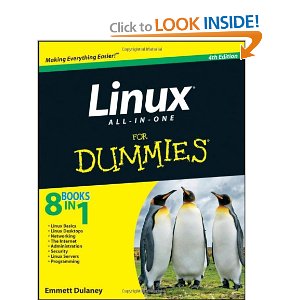 Click to LOOK INSIDE!
Making Everything Easier!™
4th Edition
Linux®
ALL-IN-ONE
FOR
DUMMIES®
8 BOOKS IN 1
• Linux Basics
• Linux Desktops
• Networking
• The Internet
• Administration
• Security
• Linux Servers
• Programming
Emmett Dulaney